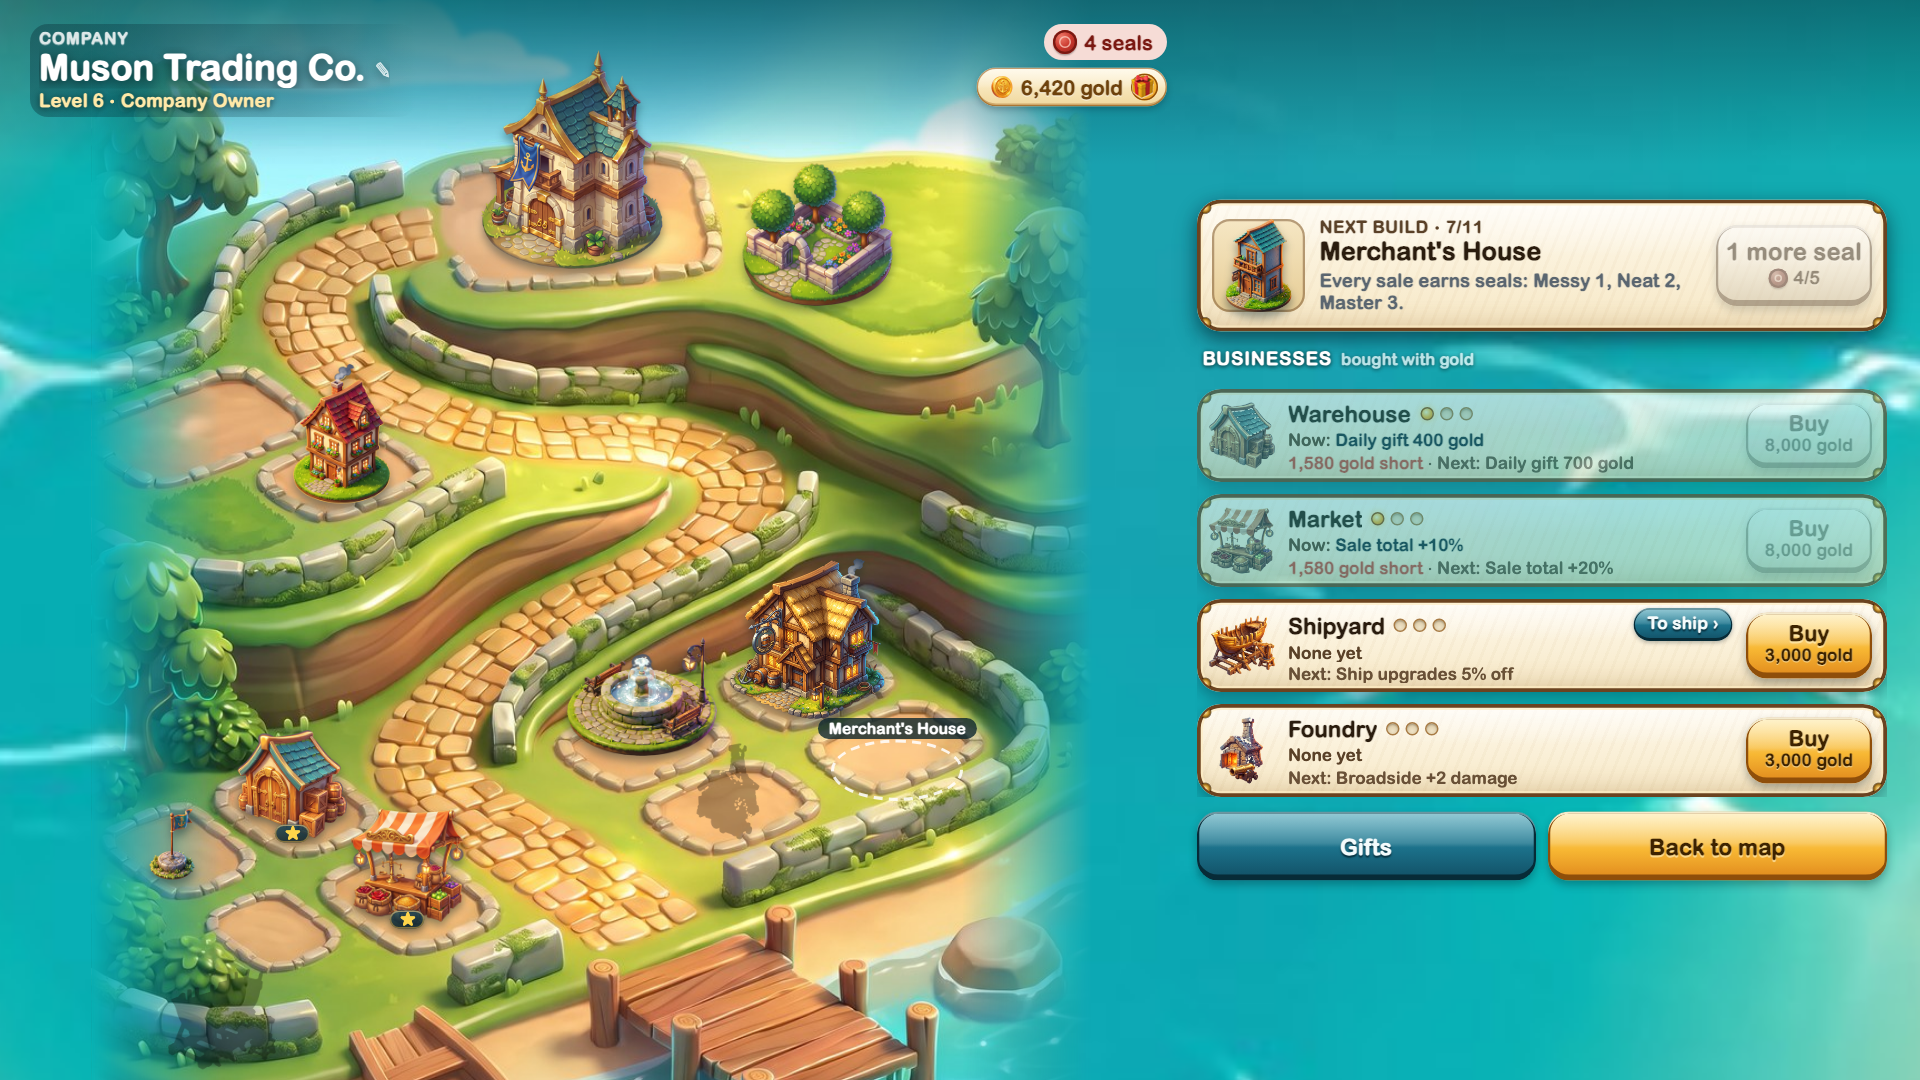 COMPANY
Muson Trading Co.
Level 6 · Company Owner
4 seals
6,420 gold
Merchant's House
NEXT BUILD · 7/11
Merchant's House
Every sale earns seals: Messy 1, Neat 2,
Master 3.
1 more seal
4/5
BUSINESSES bought with gold
Warehouse
Now: Daily gift 400 gold
1,580 gold short · Next: Daily gift 700 gold
Buy
8,000 gold
Market
Now: Sale total +10%
1,580 gold short · Next: Sale total +20%
Buy
8,000 gold
Shipyard
None yet
Next: Ship upgrades 5% off
To ship ›
Buy
3,000 gold
Foundry
None yet
Next: Broadside +2 damage
Buy
3,000 gold
Gifts
Back to map